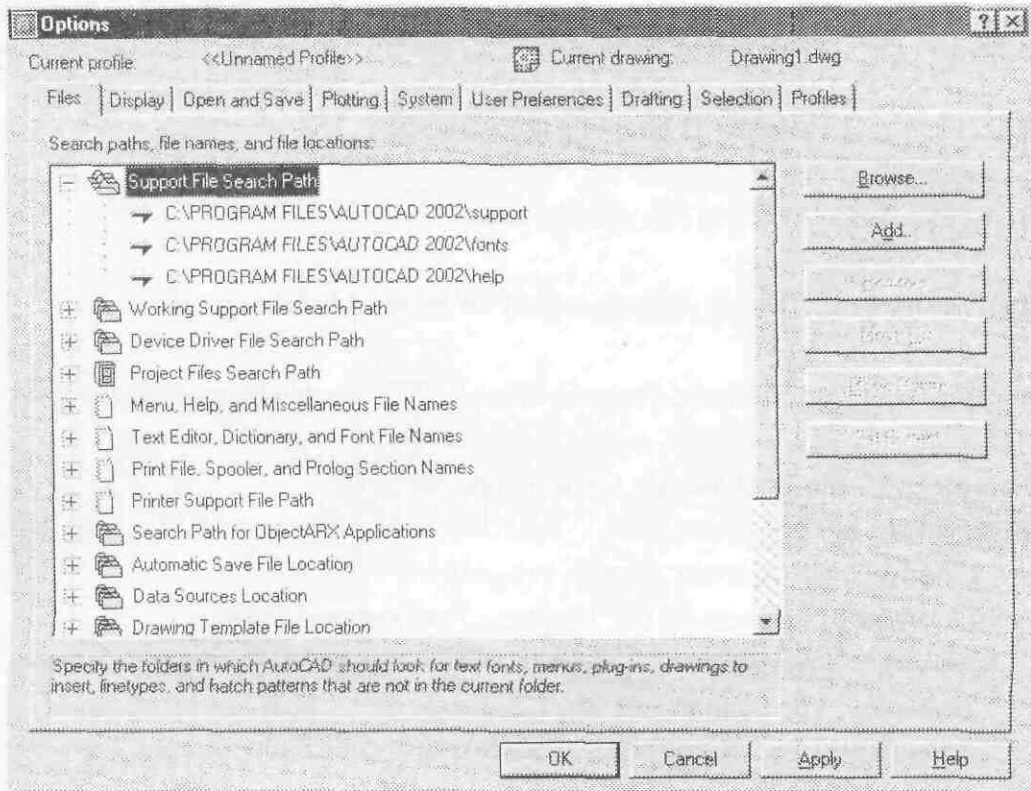 Options
Current profile: <<Unnamed Profile>> Current drawing: Drawing1.dwg
Files Display Open and Save Plotting System User Preferences Drafting Selection Profiles
Search paths, file names, and file locations:
Support File Search Path
C:\PROGRAM FILES\AUTOCAD 2002\support
C:\PROGRAM FILES\AUTOCAD 2002\fonts
C:\PROGRAM FILES\AUTOCAD 2002\help
Working Support File Search Path
Device Driver File Search Path
Project Files Search Path
Menu, Help, and Miscellaneous File Names
Text Editor, Dictionary, and Font File Names
Print File, Spooler, and Prolog Section Names
Printer Support File Path
Search Path for ObjectARX Applications
Automatic Save File Location
Data Sources Location
Drawing Template File Location
Browse...
Add...
Remove
Specify the folders in which AutoCAD should look for text fonts, menus, plug-ins, drawings to
insert, linetypes, and hatch patterns that are not in the current folder.
OK Cancel Apply Help